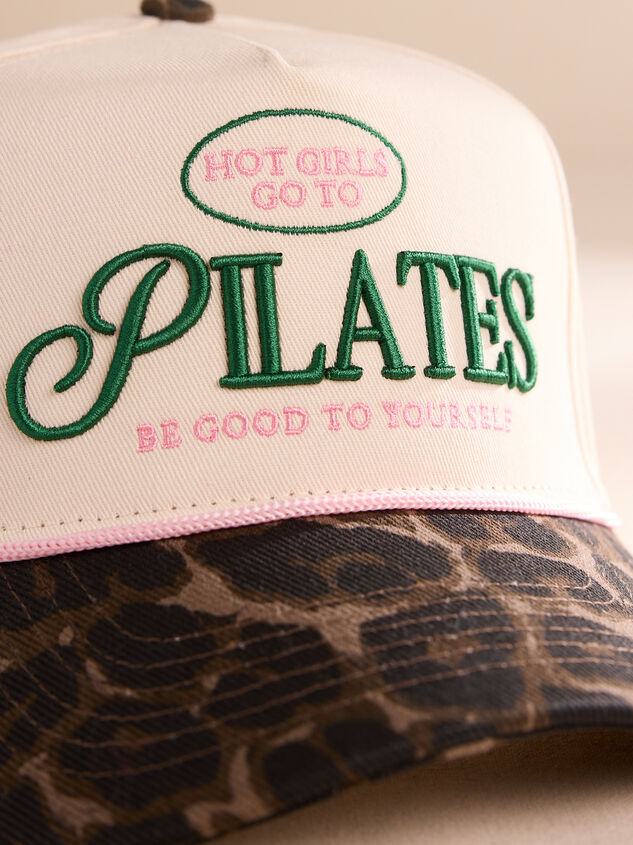 HOT GIRLS
GO TO
PILATES
BE GOOD TO YOURSELF